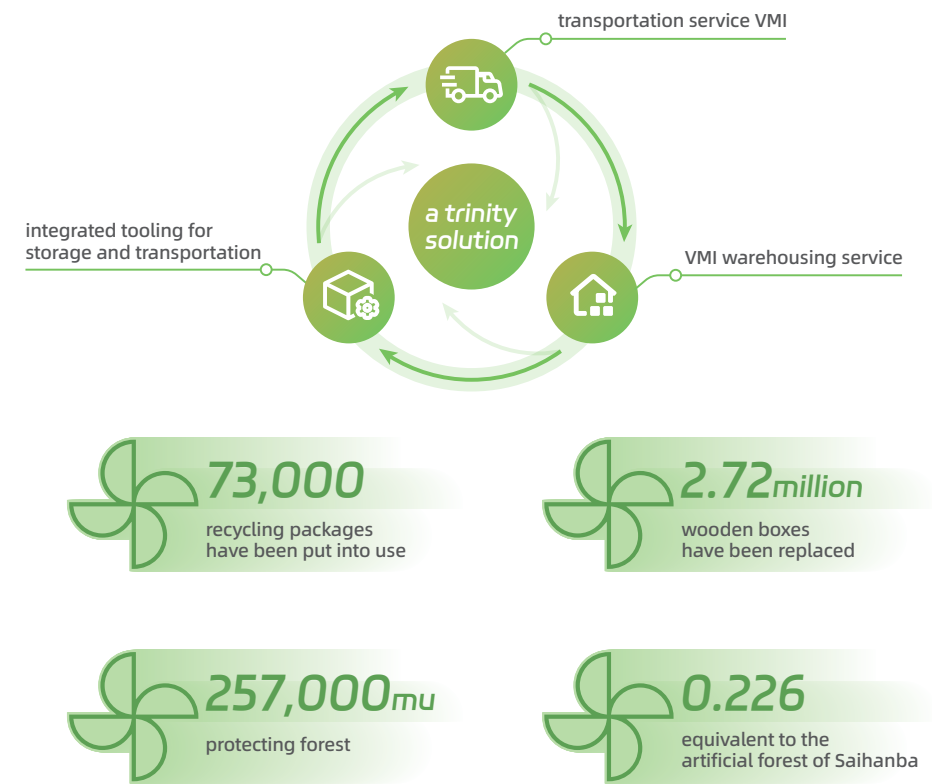 transportation service VMI
a trinity
solution
integrated tooling for
storage and transportation
VMI warehousing service
73,000
recycling packages
have been put into use
2.72million
wooden boxes
have been replaced
257,000mu
protecting forest
0.226
equivalent to the
artificial forest of Saihanba